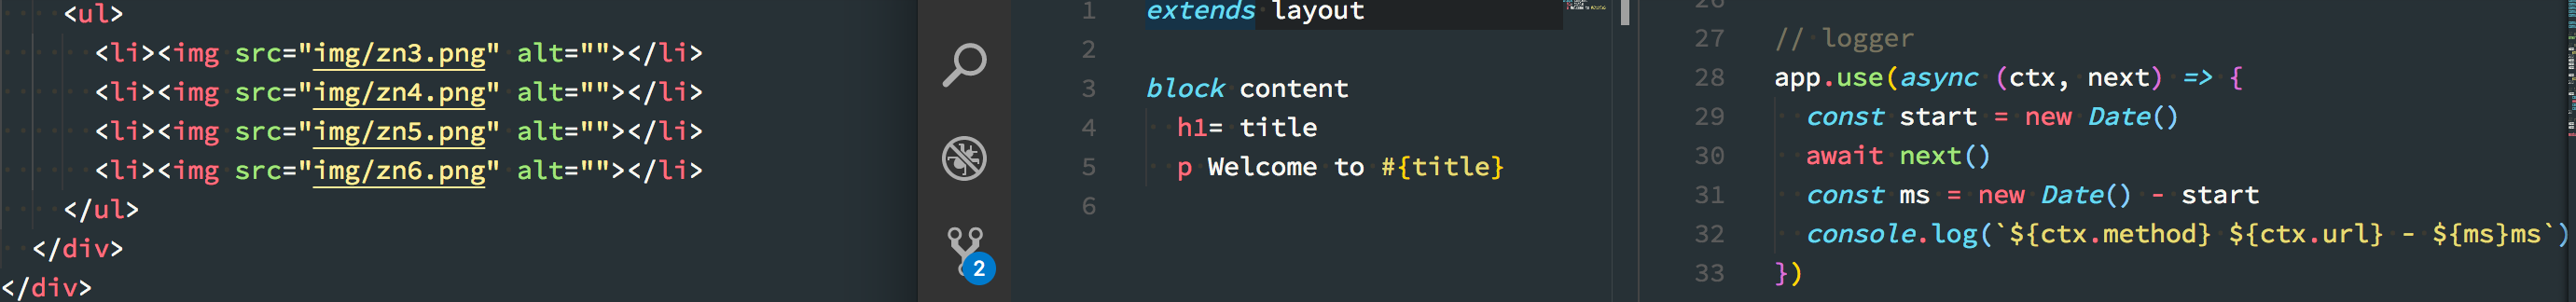 <ul>
<li><img src="img/zn3.png" alt=""></li>
<li><img src="img/zn4.png" alt=""></li>
<li><img src="img/zn5.png" alt=""></li>
<li><img src="img/zn6.png" alt=""></li>
</ul>
</div>
</div>
2
1 extends layout
2
3 block content
4 h1= title
5 p Welcome to #{title}
6
26
27 // logger
28 app.use(async (ctx, next) => {
29 const start = new Date()
30 await next()
31 const ms = new Date() - start
32 console.log(`${ctx.method} ${ctx.url} - ${ms}ms`)
33 })